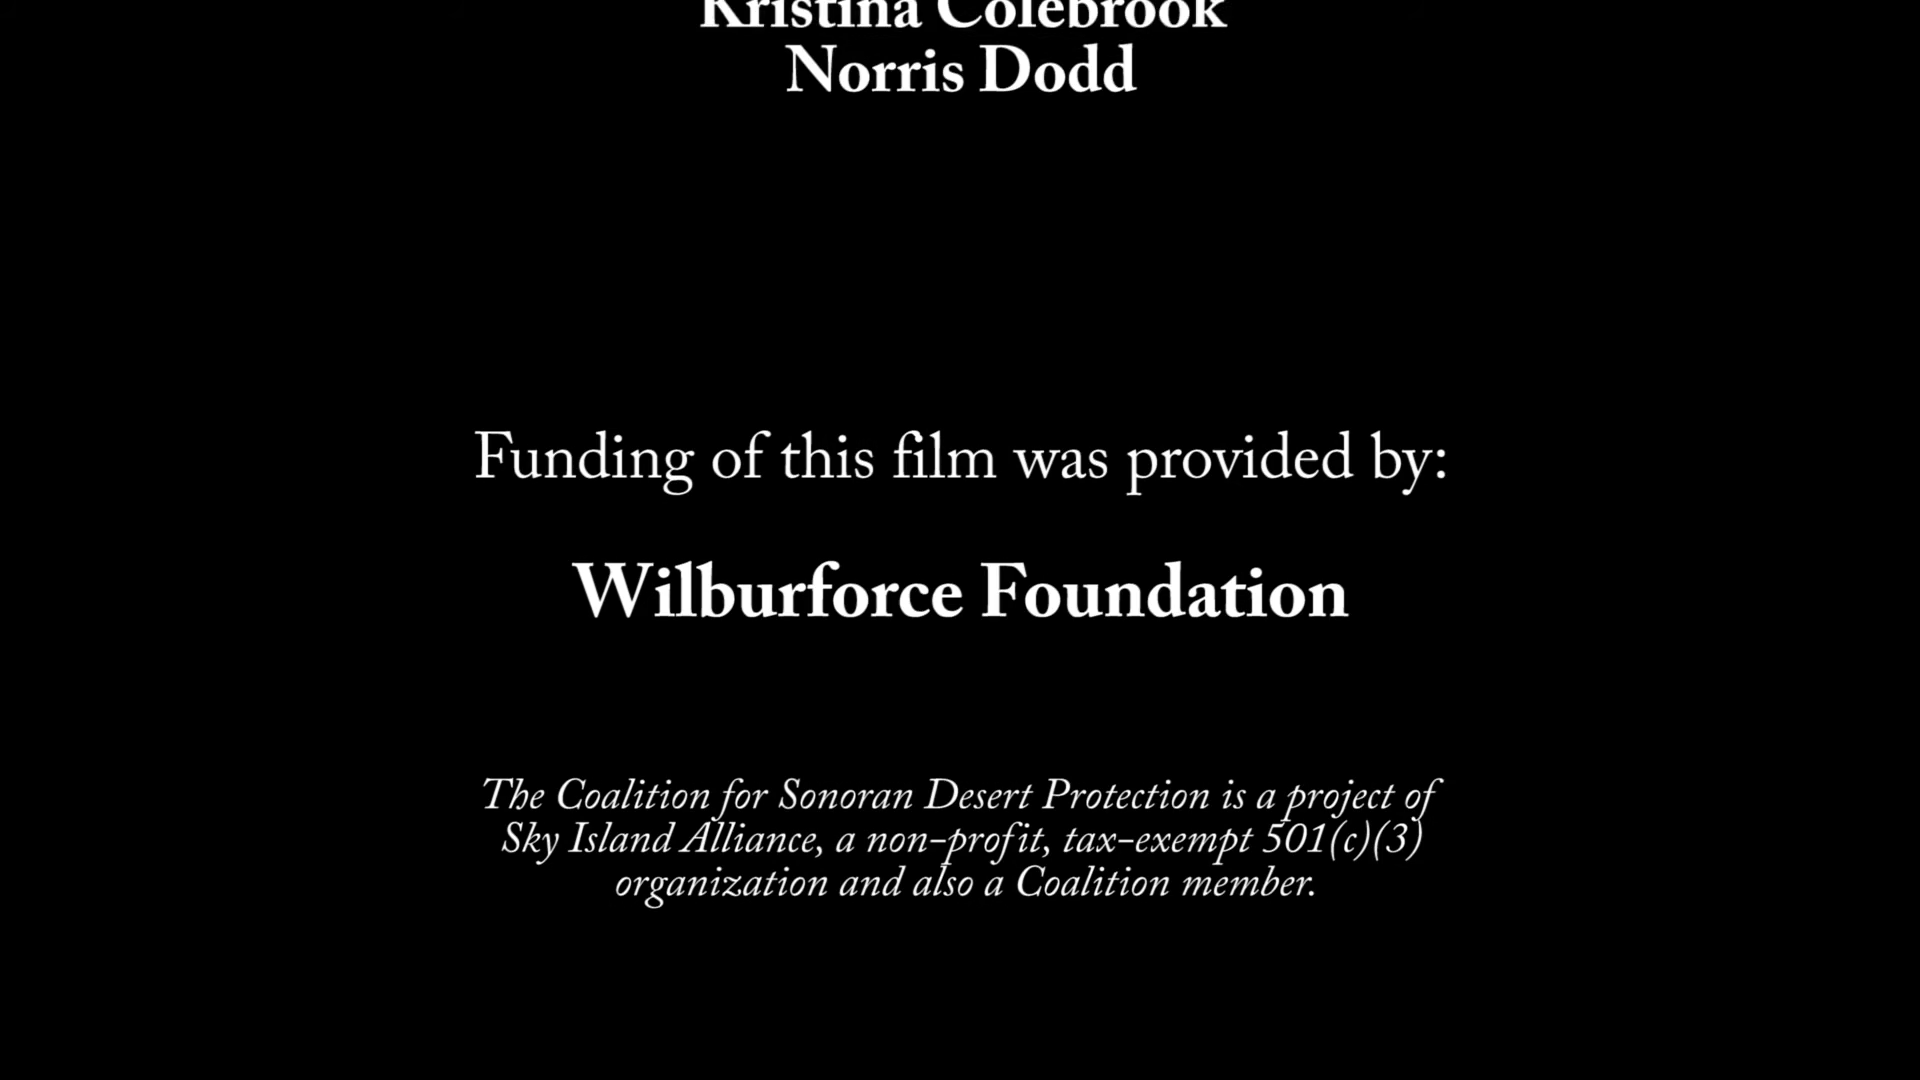 Kristina Colebrook
Norris Dodd
Funding of this film was provided by:
Wilburforce Foundation
The Coalition for Sonoran Desert Protection is a project of
Sky Island Alliance, a non-profit, tax-exempt 501(c)(3)
organization and also a Coalition member.